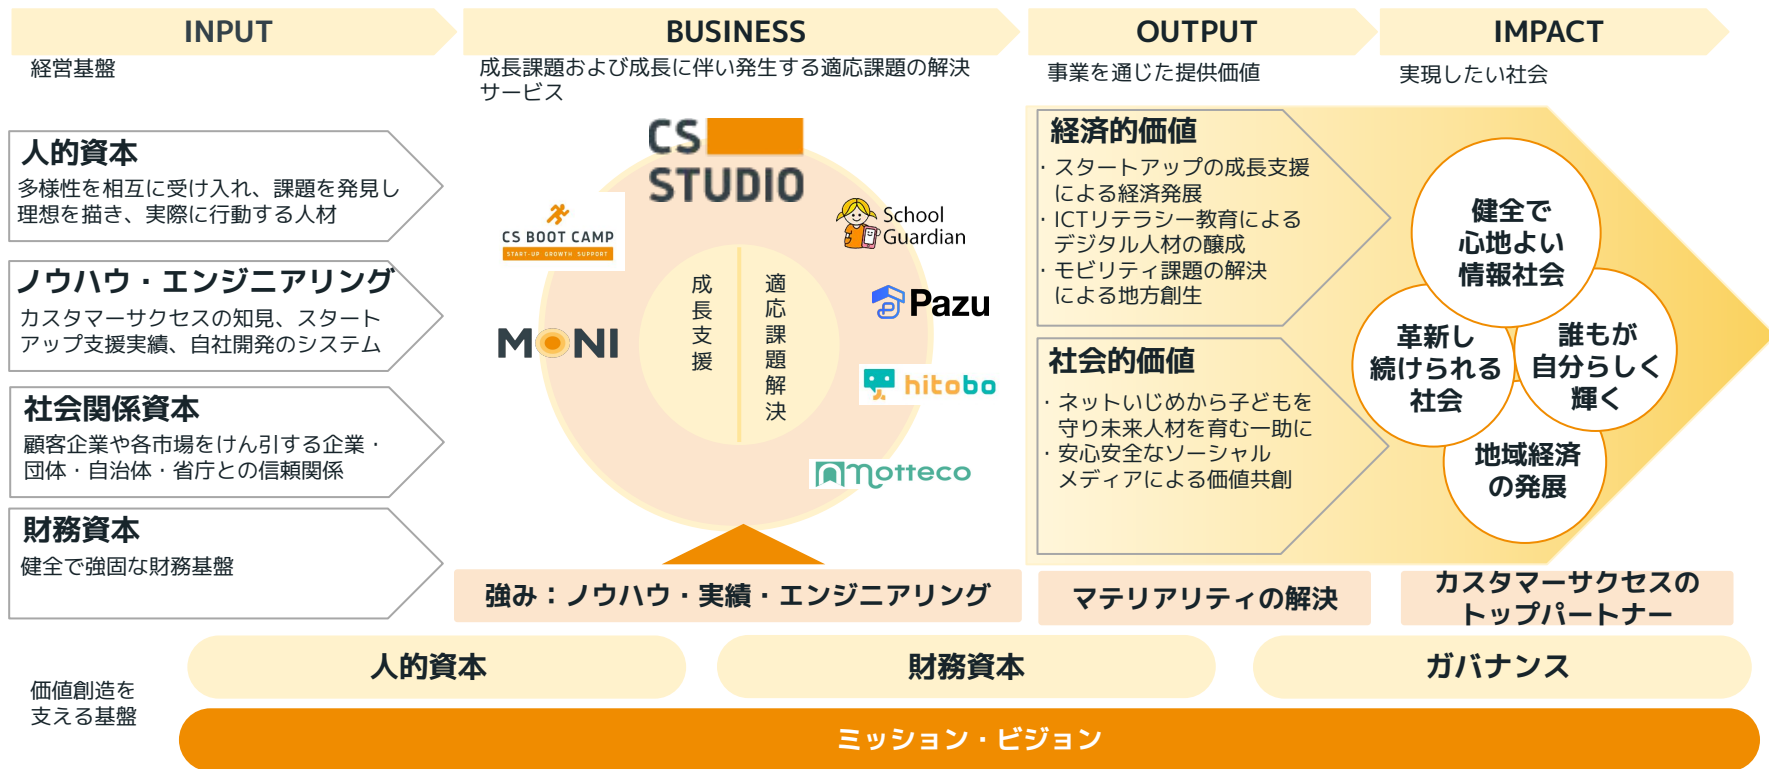 INPUT
経営基盤
人的資本
多様性を相互に受け入れ、課題を発見し
理想を描き、実際に行動する人材
ノウハウ・エンジニアリング
カスタマーサクセスの知見、スタート
アップ支援実績、自社開発のシステム
社会関係資本
顧客企業や各市場をけん引する企業・
団体・自治体・省庁との信頼関係
財務資本
健全で強固な財務基盤
BUSINESS
成長課題および成長に伴い発生する適応課題の解決
サービス
CS
STUDIO
CS BOOT CAMP
START-UP GROWTH SUPPORT
MONI
成長支援
適応課題解決
School
Guardian
Pazu
hitobo
motteco
強み：ノウハウ・実績・エンジニアリング
OUTPUT
事業を通じた提供価値
経済的価値
・スタートアップの成長支援
による経済発展
・ICTリテラシー教育による
デジタル人材の醸成
・モビリティ課題の解決
による地方創生
社会的価値
・ネットいじめから子どもを
守り未来人材を育む一助に
・安心安全なソーシャル
メディアによる価値共創
マテリアリティの解決
IMPACT
実現したい社会
健全で
心地よい
情報社会
革新し
続けられる
社会
誰もが
自分らしく
輝く
地域経済
の発展
カスタマーサクセスの
トップパートナー
価値創造を
支える基盤
人的資本
財務資本
ガバナンス
ミッション・ビジョン